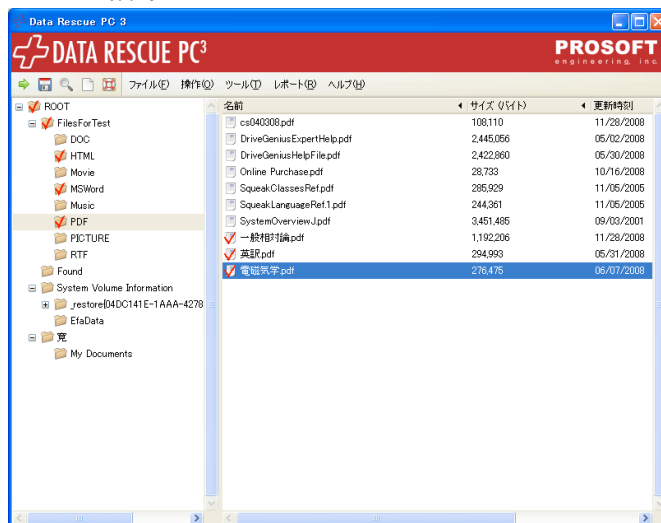 Data Rescue PC 3
DATA RESCUE PC³
PROSOFT
engineering, inc.
ファイル(F) 操作(O) ツール(T) レポート(R) ヘルプ(H)
ROOT
FilesForTest
DOC
HTML
Movie
MSWord
Music
PDF
PICTURE
RTF
Found
System Volume Information
_restore{04DC141E-1AAA-4278
EfaData
寛
My Documents
名前 サイズ (バイト) 更新時刻
cs040308.pdf 108,110 11/28/2008
DriveGeniusExpertHelp.pdf 2,445,056 05/02/2008
DriveGeniusHelpFile.pdf 2,422,860 05/30/2008
Online Purchase.pdf 28,733 10/16/2008
SqueakClassesRef.pdf 285,929 11/05/2005
SqueakLanguageRef.1.pdf 244,361 11/05/2005
SystemOverviewJ.pdf 3,451,485 09/03/2001
一般相対論.pdf 1,192,206 11/28/2008
英訳.pdf 294,993 05/31/2008
電磁気学.pdf 276,475 06/07/2008